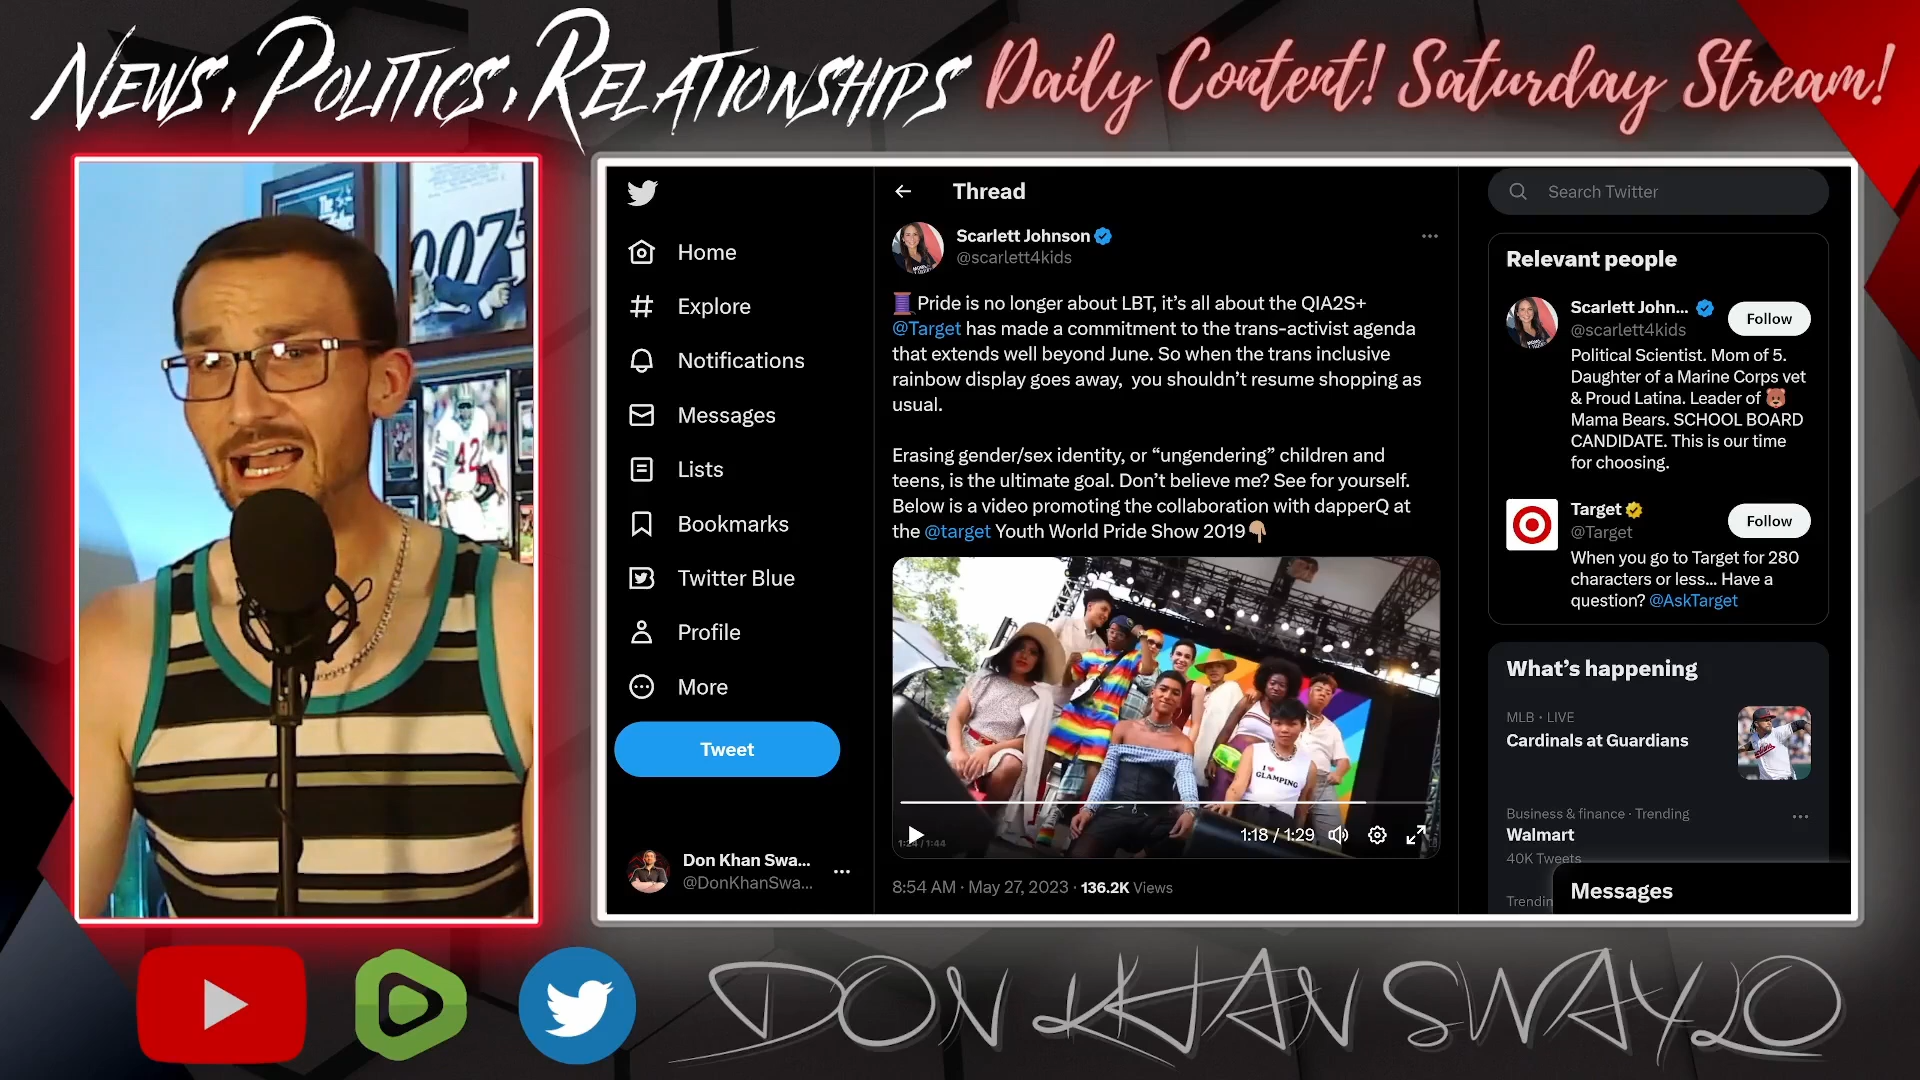 NEWS, POLITICS, RELATIONSHIPS Daily Content! Saturday Stream!
007
42
Home
Explore
Notifications
Messages
Lists
Bookmarks
Twitter Blue
Profile
More
Tweet
Don Khan Swa...
@DonKhanSwa...
Thread
Scarlett Johnson
@scarlett4kids
Pride is no longer about LBT, it’s all about the QIA2S+
@Target has made a commitment to the trans-activist agenda
that extends well beyond June. So when the trans inclusive
rainbow display goes away, you shouldn’t resume shopping as
usual.
Erasing gender/sex identity, or “ungendering” children and
teens, is the ultimate goal. Don’t believe me? See for yourself.
Below is a video promoting the collaboration with dapperQ at
the @target Youth World Pride Show 2019
I ♥
GLAMPING
1:18 / 1:29
1:24 / 1:44
8:54 AM · May 27, 2023 · 136.2K Views
Search Twitter
Relevant people
Scarlett John...
@scarlett4kids
Follow
Political Scientist. Mom of 5.
Daughter of a Marine Corps vet
& Proud Latina. Leader of
Mama Bears. SCHOOL BOARD
CANDIDATE. This is our time
for choosing.
Target
@Target
Follow
When you go to Target for 280
characters or less... Have a
question? @AskTarget
What’s happening
MLB · LIVE
Cardinals at Guardians
Business & finance · Trending
Walmart
40K Tweets
Trendin
Messages
DON KHAN SWAYLO